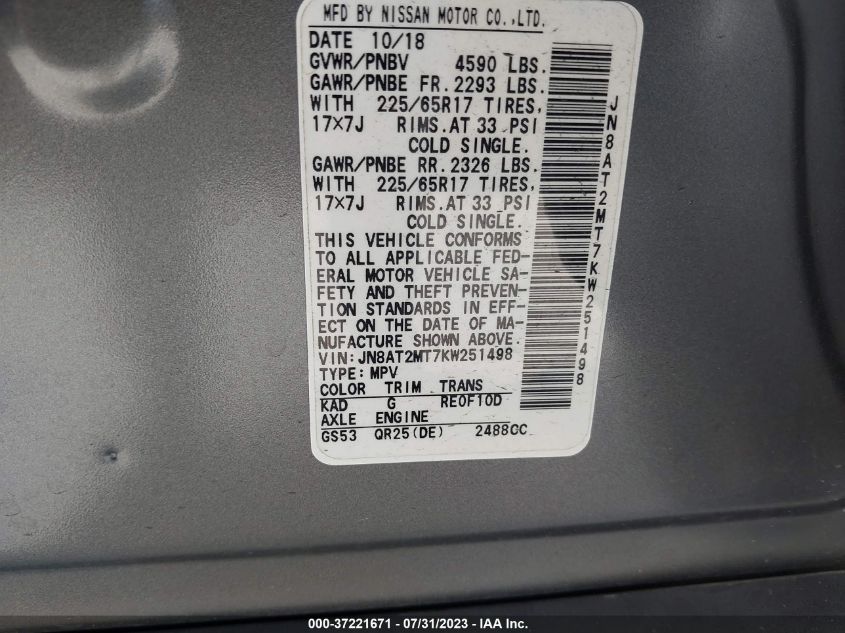 MFD BY NISSAN MOTOR CO.,LTD.
DATE 10/18
GVWR/PNBV 4590 LBS.
GAWR/PNBE FR. 2293 LBS.
WITH 225/65R17 TIRES,
17×7J RIMS.AT 33 PSI
COLD SINGLE.
GAWR/PNBE RR. 2326 LBS.
WITH 225/65R17 TIRES,
17×7J RIMS.AT 33 PSI
COLD SINGLE.
THIS VEHICLE CONFORMS
TO ALL APPLICABLE FED-
ERAL MOTOR VEHICLE SA-
FETY AND THEFT PREVEN-
TION STANDARDS IN EFF-
ECT ON THE DATE OF MA-
NUFACTURE SHOWN ABOVE.
VIN: JN8AT2MT7KW251498
TYPE: MPV
COLOR TRIM TRANS
KAD G RE0F10D
AXLE ENGINE
GS53 QR25(DE) 2488CC
JN8AT2MT7KW251498
000-37221671 / 07/31/2023 - IAA Inc.